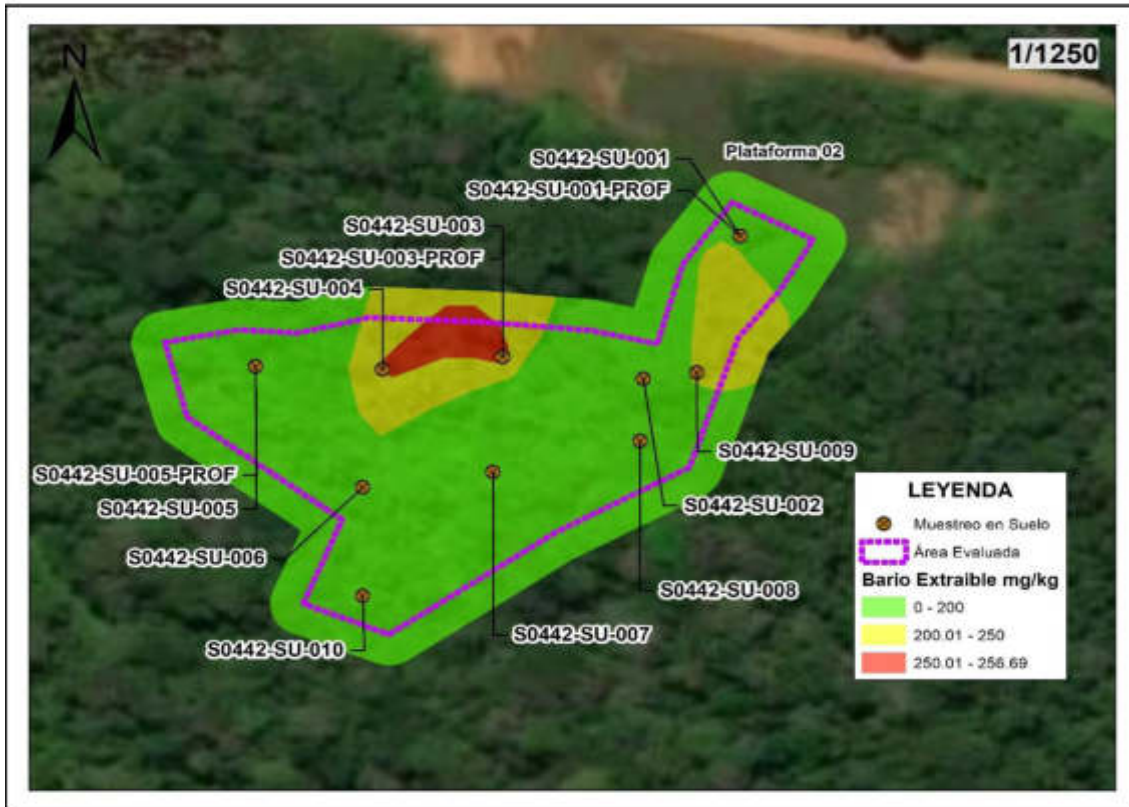 N
1/1250
S0442-SU-001
Plataforma 02
S0442-SU-001-PROF
S0442-SU-003
S0442-SU-003-PROF
S0442-SU-004
S0442-SU-005-PROF
S0442-SU-005
S0442-SU-006
S0442-SU-010
S0442-SU-007
S0442-SU-009
S0442-SU-002
S0442-SU-008
LEYENDA
Muestreo en Suelo
Área Evaluada
Bario Extraible mg/kg
0 - 200
200.01 - 250
250.01 - 256.69